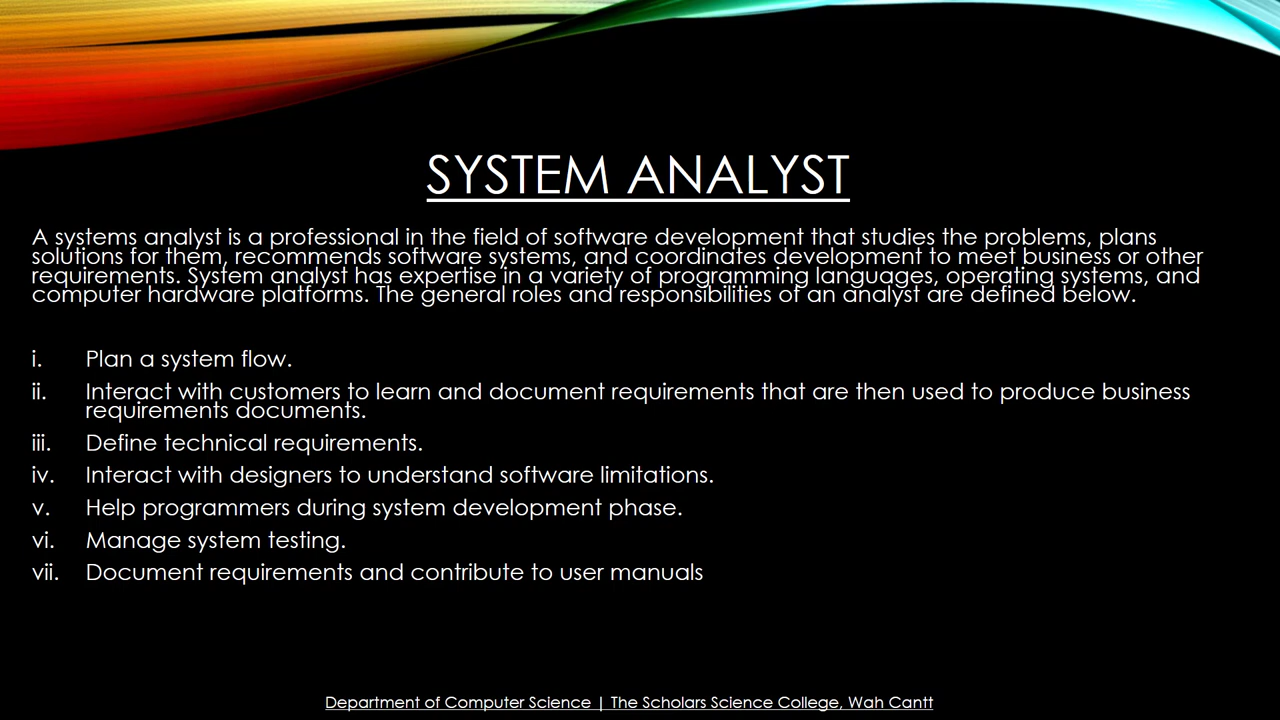 SYSTEM ANALYST
A systems analyst is a professional in the field of software development that studies the problems, plans
solutions for them, recommends software systems, and coordinates development to meet business or other
requirements. System analyst has expertise in a variety of programming languages, operating systems, and
computer hardware platforms. The general roles and responsibilities of an analyst are defined below.
i. Plan a system flow.
ii. Interact with customers to learn and document requirements that are then used to produce business
requirements documents.
iii. Define technical requirements.
iv. Interact with designers to understand software limitations.
v. Help programmers during system development phase.
vi. Manage system testing.
vii. Document requirements and contribute to user manuals
Department of Computer Science | The Scholars Science College, Wah Cantt